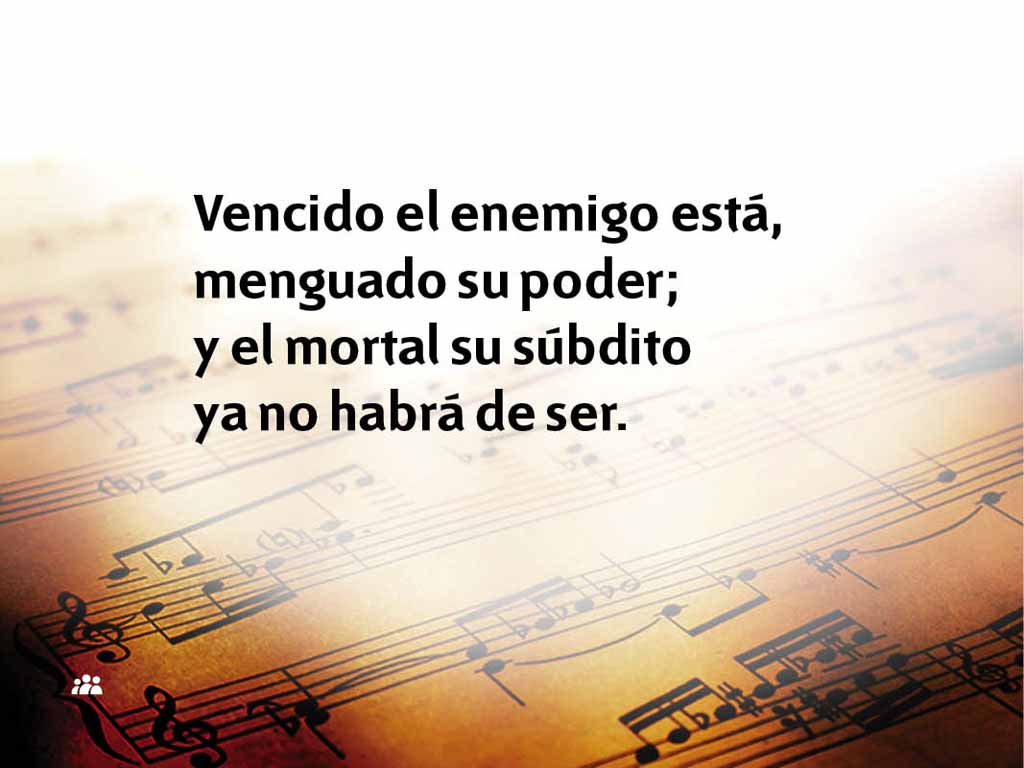 Vencido el enemigo está,
menguado su poder;
y el mortal su súbdito
ya no habrá de ser.